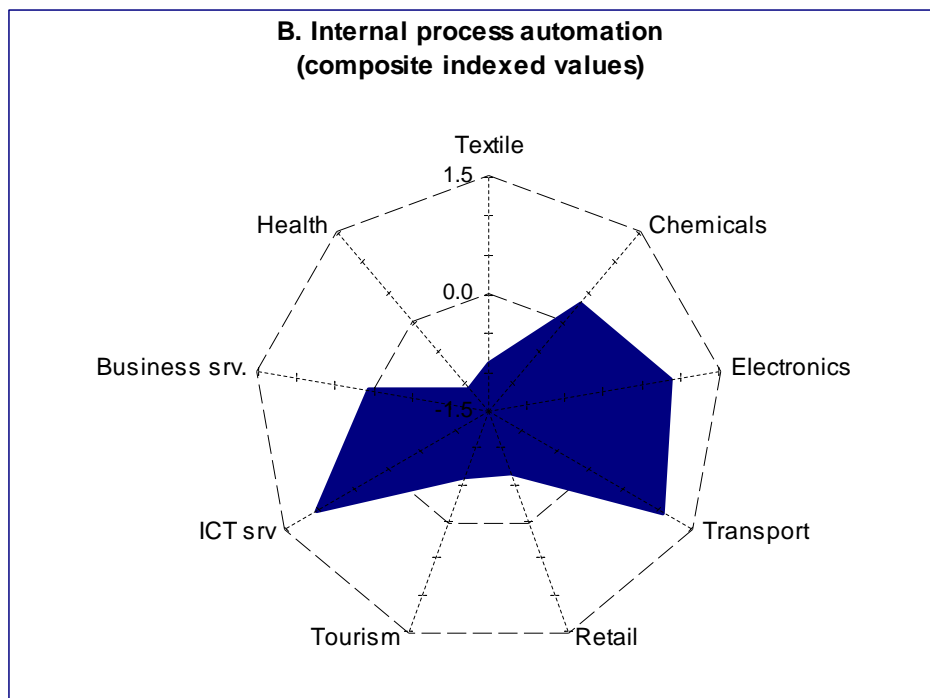 B. Internal process automation
(composite indexed values)
Textile
1.5
Health
Chemicals
0.0
Business srv.
Electronics
-1.5
ICT srv
Transport
Tourism
Retail